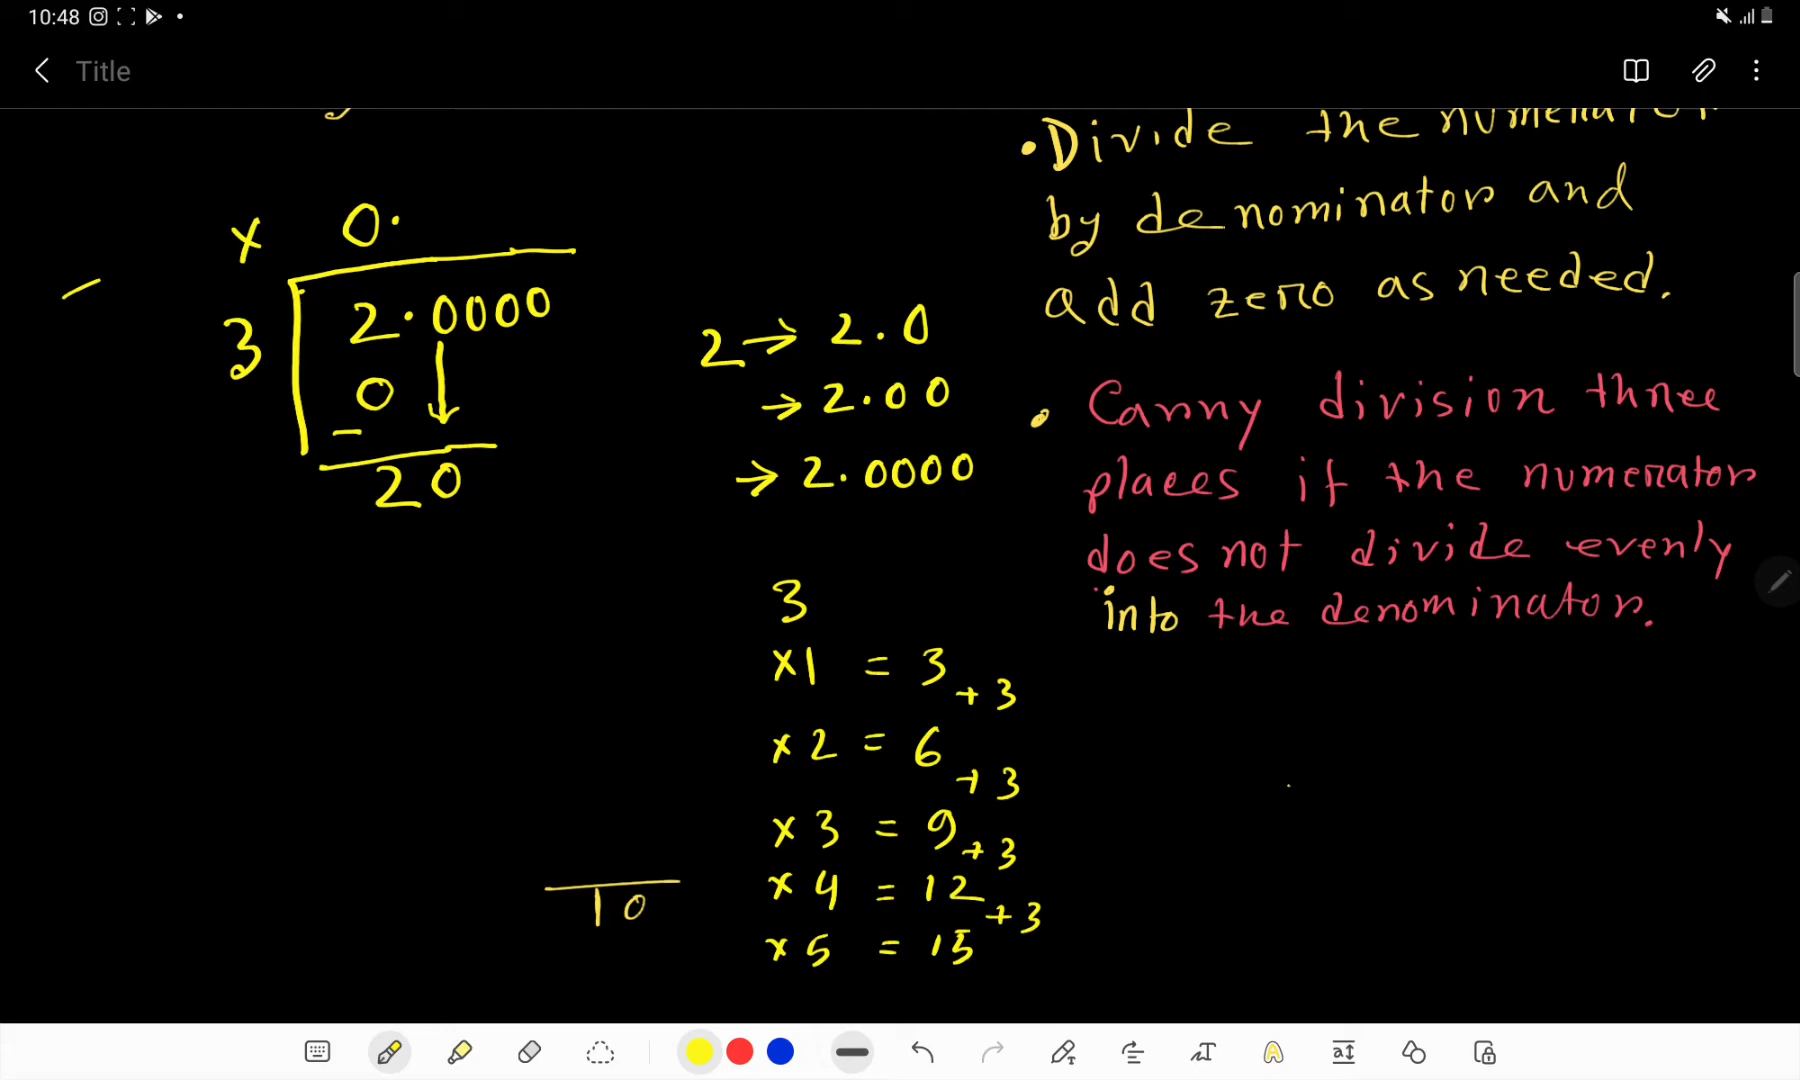 10:48
Title
• Divide the numerator
by denominator and
add zero as needed.
x 0.
3 2.0000
0
−
20
2 → 2.0
→ 2.00
→ 2.0000
• Carry division three
places if the numerator
does not divide evenly
into the denominator.
3
x1 = 3
+3
x2 = 6
+3
x3 = 9
+3
x4 = 12
+3
x5 = 15
10